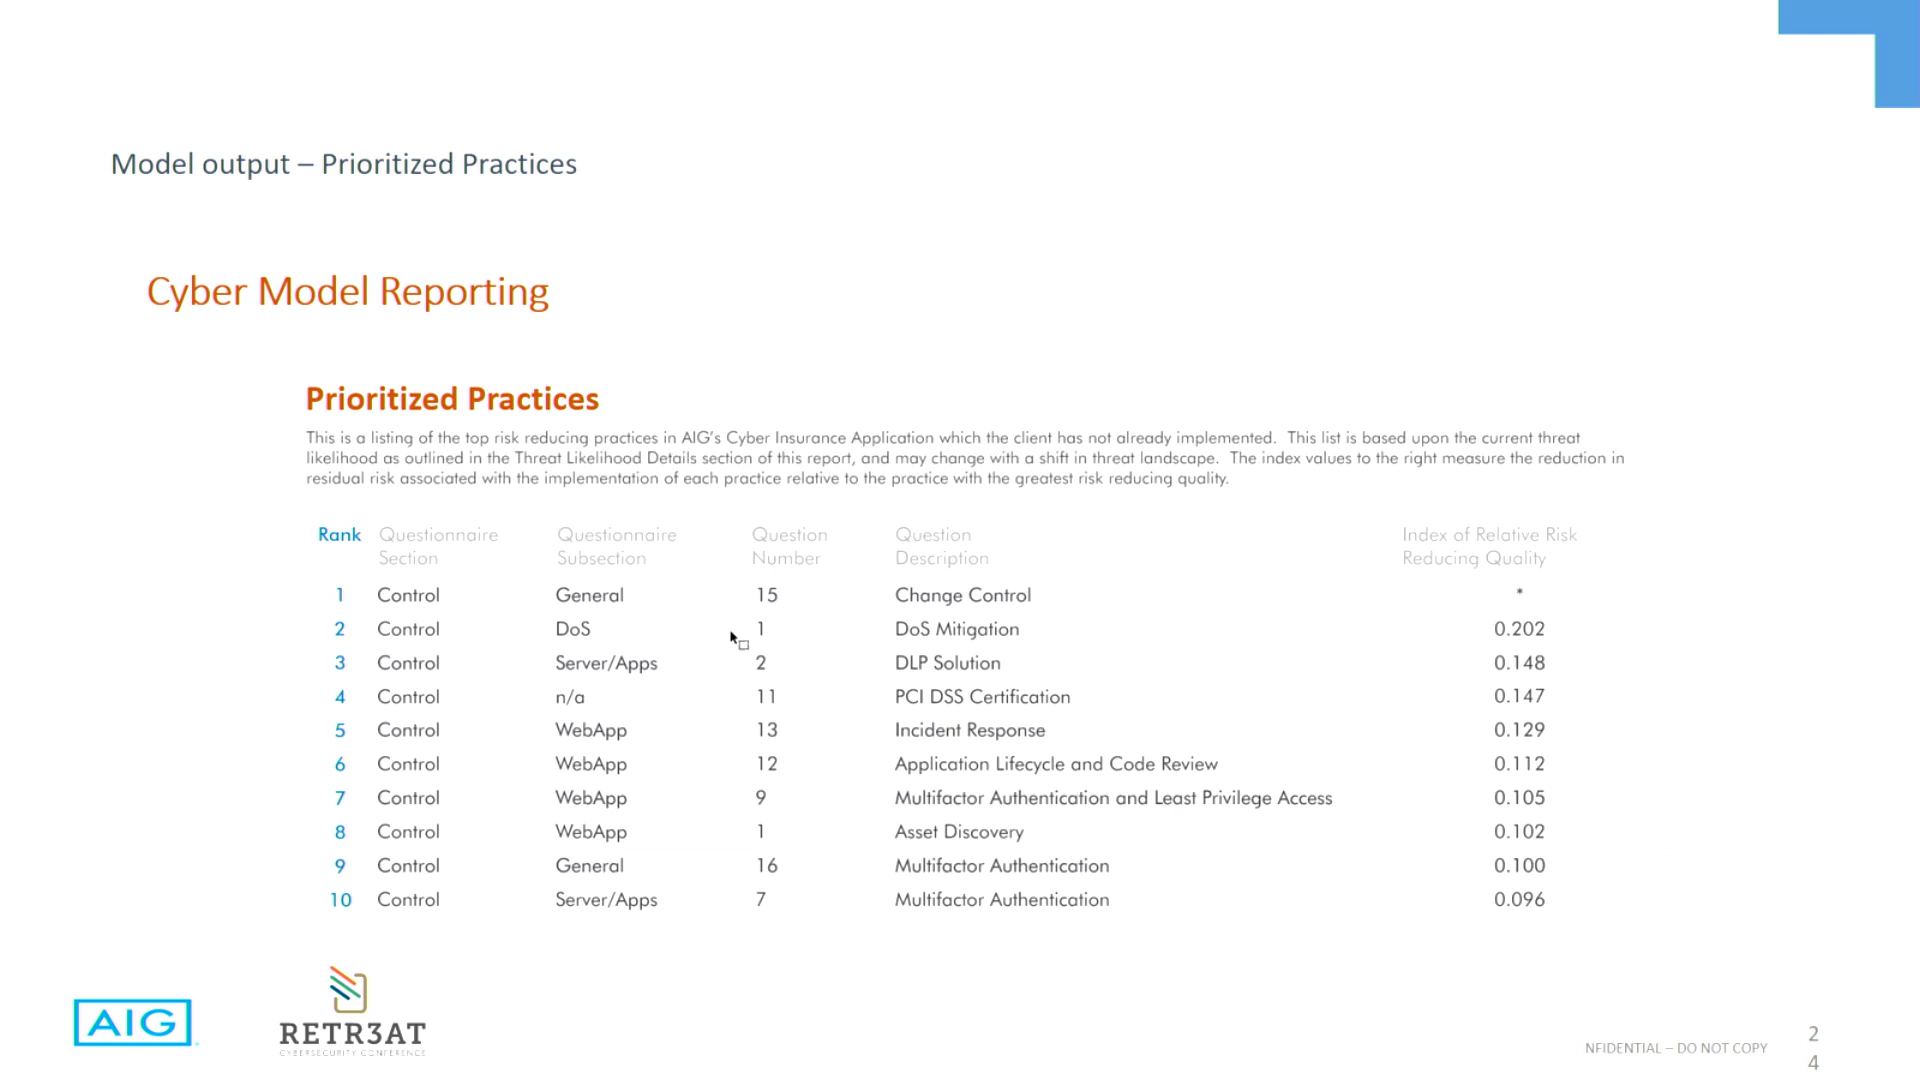 Model output – Prioritized Practices
Cyber Model Reporting
Prioritized Practices
This is a listing of the top risk reducing practices in AIG's Cyber Insurance Application which the client has not already implemented. This list is based upon the current threat
likelihood as outlined in the Threat Likelihood Details section of this report, and may change with a shift in threat landscape. The index values to the right measure the reduction in
residual risk associated with the implementation of each practice relative to the practice with the greatest risk reducing quality.
Rank Questionnaire Questionnaire Question Question Index of Relative Risk
Section Subsection Number Description Reducing Quality
1 Control General 15 Change Control *
2 Control DoS 1 DoS Mitigation 0.202
3 Control Server/Apps 2 DLP Solution 0.148
4 Control n/a 11 PCI DSS Certification 0.147
5 Control WebApp 13 Incident Response 0.129
6 Control WebApp 12 Application Lifecycle and Code Review 0.112
7 Control WebApp 9 Multifactor Authentication and Least Privilege Access 0.105
8 Control WebApp 1 Asset Discovery 0.102
9 Control General 16 Multifactor Authentication 0.100
10 Control Server/Apps 7 Multifactor Authentication 0.096
AIG
RETR3AT
CYBERSECURITY CONFERENCE
NFIDENTIAL – DO NOT COPY
2
4